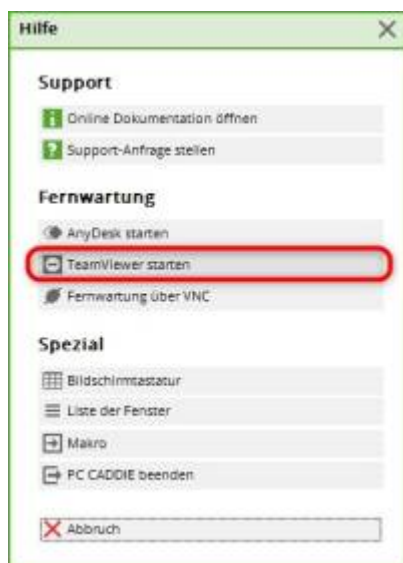 Hilfe
Support
Online Dokumentation öffnen
Support-Anfrage stellen
Fernwartung
AnyDesk starten
TeamViewer starten
Fernwartung über VNC
Spezial
Bildschirmtastatur
Liste der Fenster
Makro
PC CADDIE beenden
Abbruch